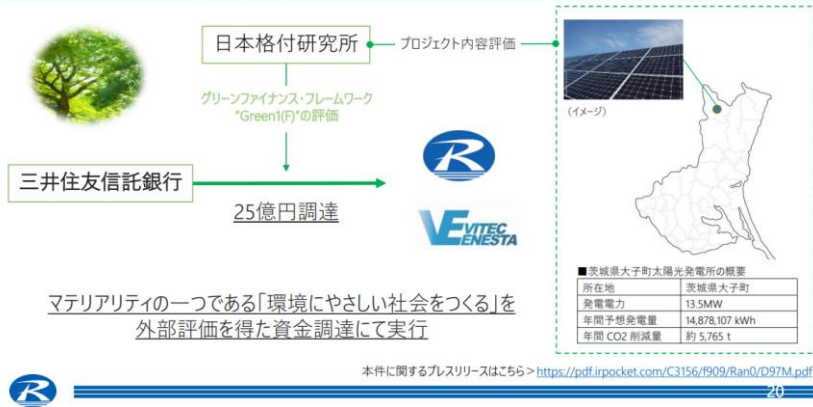 日本格付研究所
プロジェクト内容評価
グリーンファイナンス・フレームワーク
"Green1(F)"の評価
(イメージ)
三井住友信託銀行
25億円調達
R
VITEC
ENESTA
マテリアリティの一つである「環境にやさしい社会をつくる」を
外部評価を得た資金調達にて実行
■茨城県大子町太陽光発電所の概要
所在地 茨城県大子町
発電電力 13.5MW
年間予想発電量 14,878,107 kWh
年間 CO2 削減量 約 5,765 t
本件に関するプレスリリースはこちら＞https://pdf.irpocket.com/C3156/f909/Ran0/D97M.pdf
R
20